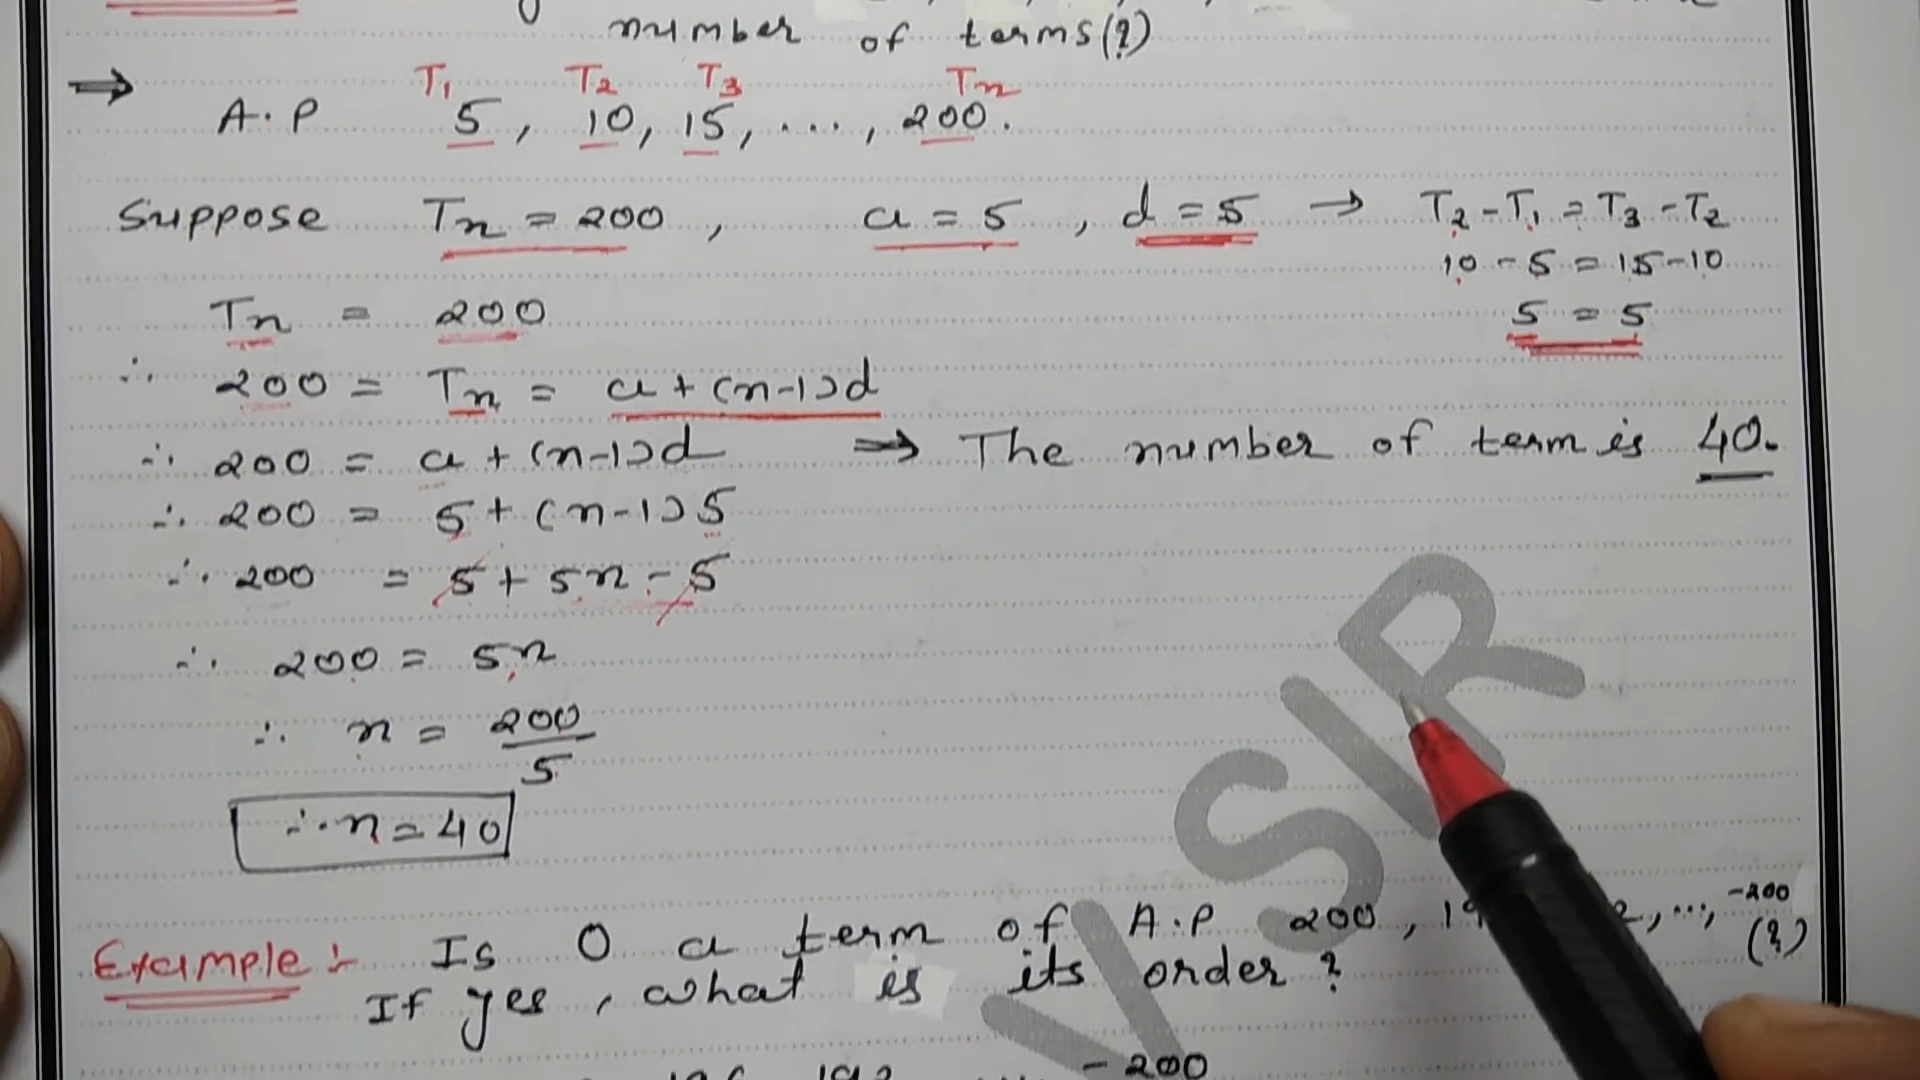 number of terms(?)
T1 T2 T3 Tn
A.P 5, 10, 15, ..., 200.
Suppose Tn = 200, a = 5, d = 5 → T2 - T1 = T3 - T2
10 - 5 = 15 - 10
Tn = 200
5 = 5
∴ 200 = Tn = a + (n-1)d
∴ 200 = a + (n-1)d ⇒ The number of term is 40.
∴ 200 = 5 + (n-1)5
∴ 200 = 5 + 5n - 5
∴ 200 = 5n
∴ n = 200/5
∴ n = 40
Example :- Is 0 a term of A.P 200, ..., -200 (?)
If yes, what is its order ?
196 192 -200
V SIR